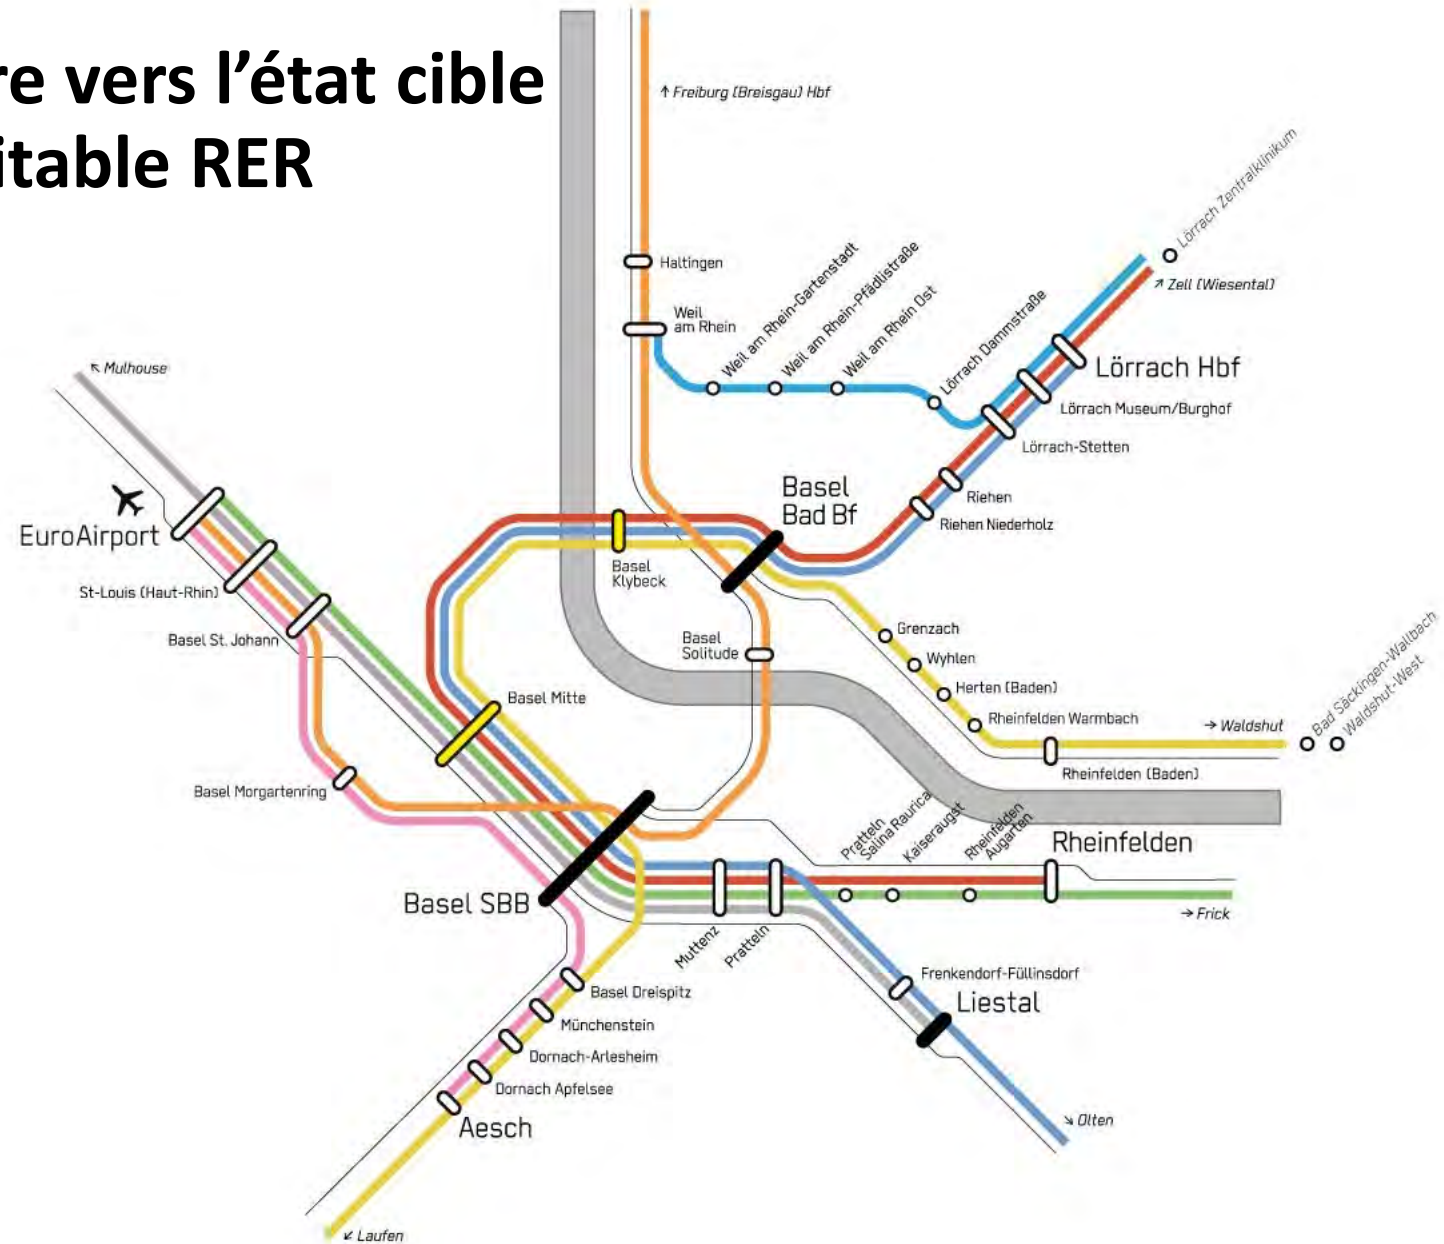 re vers l’état cible
itable RER
↑ Freiburg (Breisgau) Hbf
Haltingen
Weil
am Rhein
Weil am Rhein-Gartenstadt
Weil am Rhein-Pfädlistraße
Weil am Rhein Ost
Lörrach Dammstraße
Lörrach Zentralklinikum
↗ Zell (Wiesental)
Lörrach Hbf
Lörrach Museum/Burghof
Lörrach-Stetten
Riehen
Riehen Niederholz
↖ Mulhouse
EuroAirport
St-Louis (Haut-Rhin)
Basel St. Johann
Basel
Bad Bf
Basel
Klybeck
Basel
Solitude
Basel Mitte
Basel Morgartenring
Grenzach
Wyhlen
Herten (Baden)
Rheinfelden Warmbach
→ Waldshut
Bad Säckingen-Wallbach
Waldshut-West
Rheinfelden (Baden)
Pratteln
Salina Raurica
Kaiseraugst
Rheinfelden
Augarten
Rheinfelden
→ Frick
Basel SBB
Muttenz
Pratteln
Frenkendorf-Füllinsdorf
Liestal
↘ Olten
Basel Dreispitz
Münchenstein
Dornach-Arlesheim
Dornach Apfelsee
Aesch
↙ Laufen